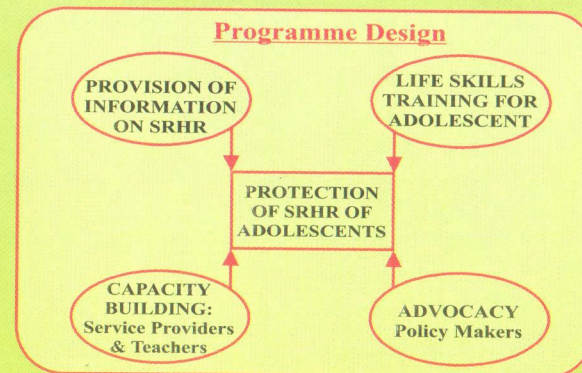 Programme Design
PROVISION OF
INFORMATION
ON SRHR
LIFE SKILLS
TRAINING FOR
ADOLESCENT
PROTECTION
OF SRHR OF
ADOLESCENTS
CAPACITY
BUILDING:
Service Providers
& Teachers
ADVOCACY
Policy Makers